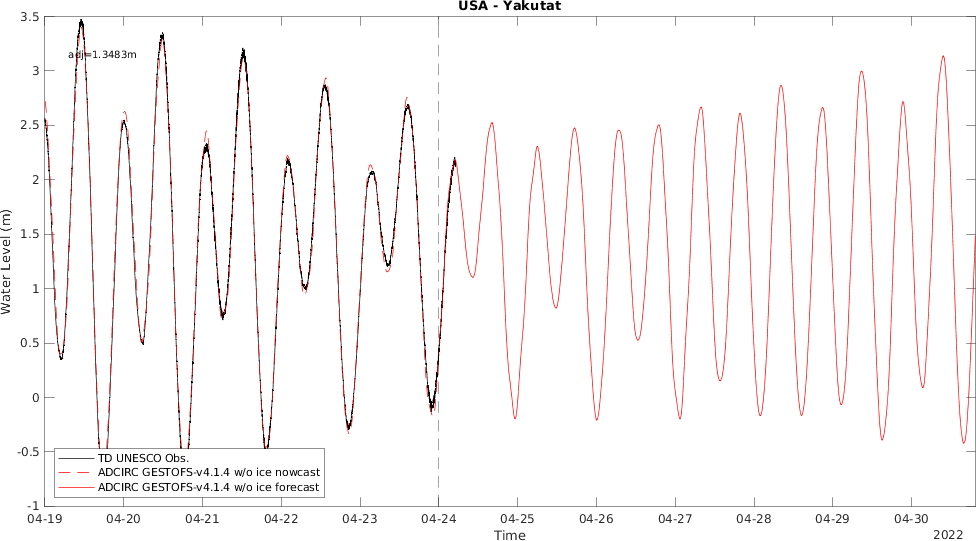 USA - Yakutat
adj=1.3483m
3.5
3
2.5
2
1.5
1
0.5
0
-0.5
-1
Water Level (m)
TD UNESCO Obs.
ADCIRC GESTOFS-v4.1.4 w/o ice nowcast
ADCIRC GESTOFS-v4.1.4 w/o ice forecast
04-19 04-20 04-21 04-22 04-23 04-24 04-25 04-26 04-27 04-28 04-29 04-30
Time
2022